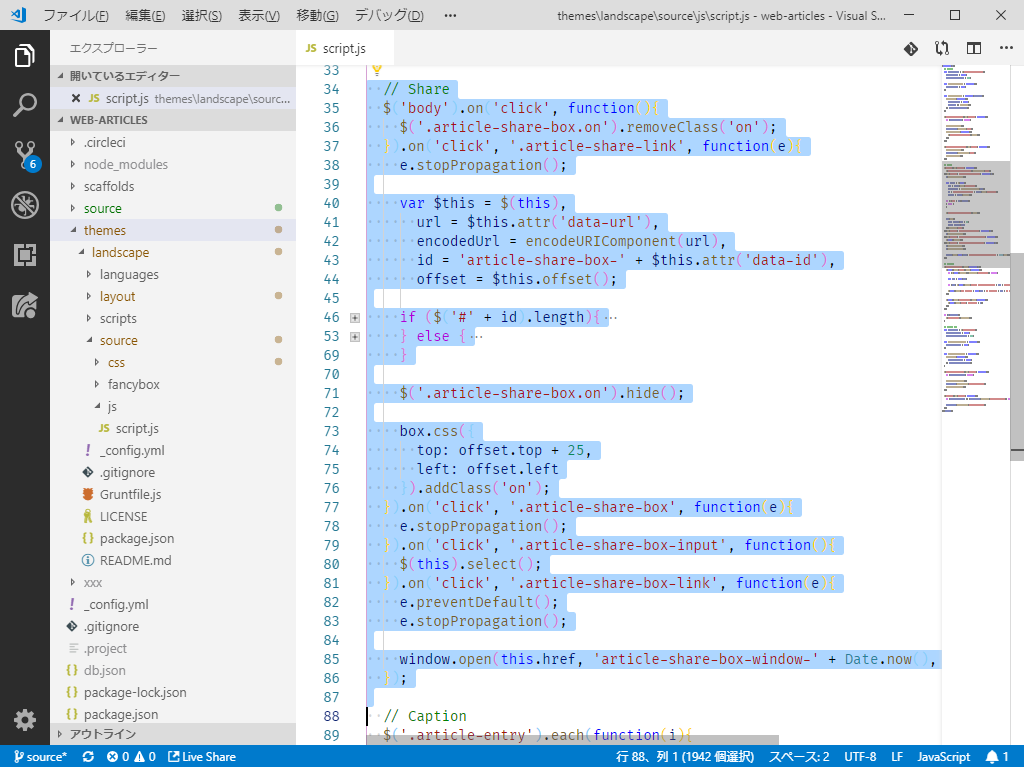 ファイル(F) 編集(E) 選択(S) 表示(V) 移動(G) デバッグ(D) ··· themes\landscape\source\js\script.js - web-articles - Visual S...
エクスプローラー
JS script.js
開いているエディター
JS script.js themes\landscape\sourc...
WEB-ARTICLES
.circleci
node_modules
scaffolds
source
themes
landscape
languages
layout
scripts
source
css
fancybox
js
JS script.js
! _config.yml
.gitignore
Gruntfile.js
LICENSE
{} package.json
README.md
xxx
! _config.yml
.gitignore
.project
{} db.json
{} package-lock.json
{} package.json
アウトライン
6
33
34 // Share
35 $('body').on('click', function(){
36 $('.article-share-box.on').removeClass('on');
37 }).on('click', '.article-share-link', function(e){
38 e.stopPropagation();
39
40 var $this = $(this),
41 url = $this.attr('data-url'),
42 encodedUrl = encodeURIComponent(url),
43 id = 'article-share-box-' + $this.attr('data-id'),
44 offset = $this.offset();
45
46 if ($('#' + id).length){···
53 } else {···
69 }
70
71 $('.article-share-box.on').hide();
72
73 box.css({
74 top: offset.top + 25,
75 left: offset.left
76 }).addClass('on');
77 }).on('click', '.article-share-box', function(e){
78 e.stopPropagation();
79 }).on('click', '.article-share-box-input', function(){
80 $(this).select();
81 }).on('click', '.article-share-box-link', function(e){
82 e.preventDefault();
83 e.stopPropagation();
84
85 window.open(this.href, 'article-share-box-window-' + Date.now(),
86 });
87
88 // Caption
89 $('.article-entry').each(function(i){
source* 0 0 Live Share 行 88、列 1 (1942 個選択) スペース: 2 UTF-8 LF JavaScript 1